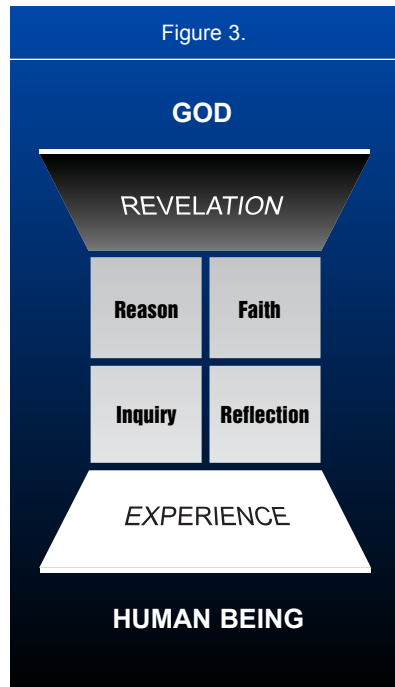 Figure 3.
GOD
REVELATION
Reason Faith
Inquiry Reflection
EXPERIENCE
HUMAN BEING